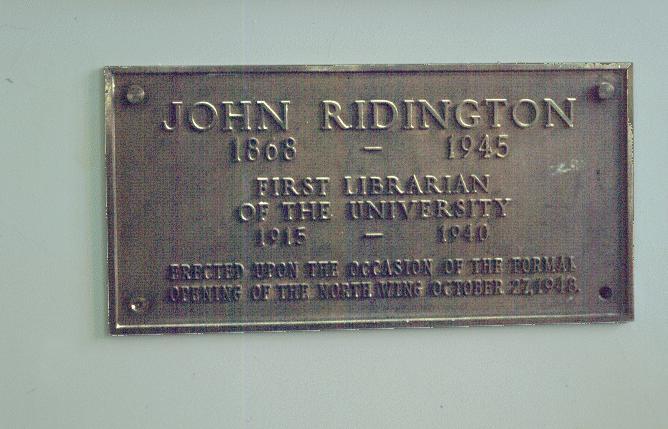 JOHN RIDINGTON
1868 — 1945
FIRST LIBRARIAN
OF THE UNIVERSITY
1915 — 1940
ERECTED UPON THE OCCASION OF THE FORMAL
OPENING OF THE NORTH WING OCTOBER 27, 1948.